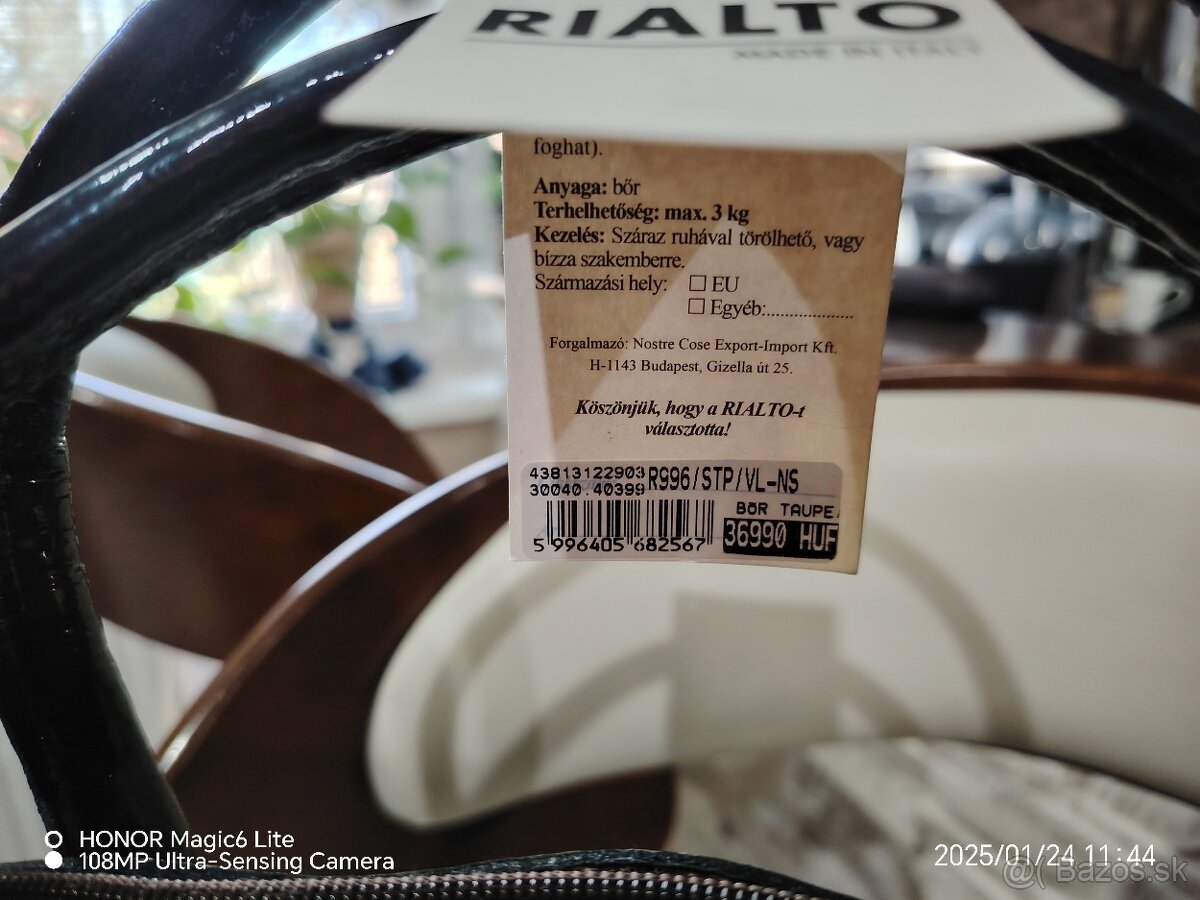 RIALTO
MADE IN ITALY
foghat).
Anyaga: bőr
Terhelhetőség: max. 3 kg
Kezelés: Száraz ruhával törölhető, vagy
bízza szakemberre.
Származási hely: ☐ EU
☐ Egyéb:...................
Forgalmazó: Nostre Cose Export-Import Kft.
H-1143 Budapest, Gizella út 25.
Köszönjük, hogy a RIALTO-t
választotta!
43813122903 R996/STP/VL-NS
30040.40399
BőR TAUPE
5 996405 682567 36990 HUF
HONOR Magic6 Lite
108MP Ultra-Sensing Camera
2025/01/24 11:44
@( Bazos.sk